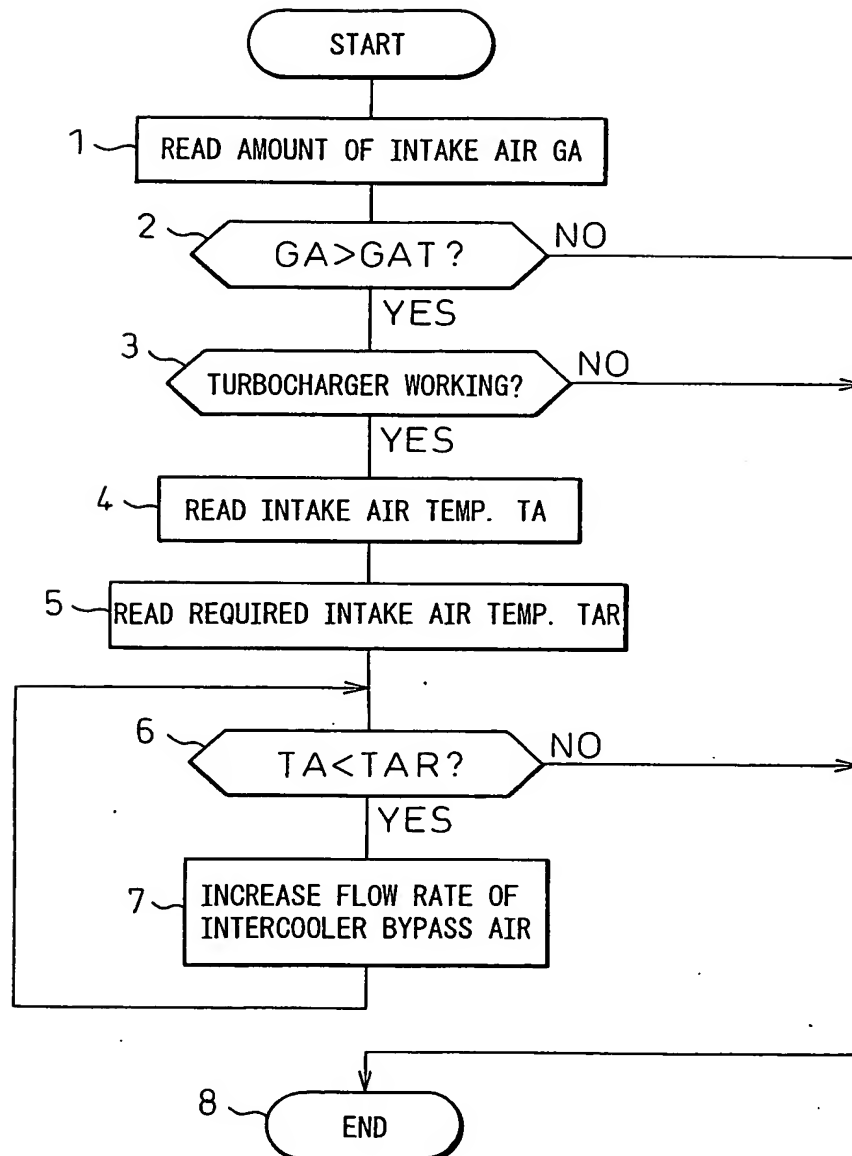 START
1
READ AMOUNT OF INTAKE AIR GA
2
GA>GAT?
NO
YES
3
TURBOCHARGER WORKING?
NO
YES
4
READ INTAKE AIR TEMP. TA
5
READ REQUIRED INTAKE AIR TEMP. TAR
6
TA<TAR?
NO
YES
7
INCREASE FLOW RATE OF
INTERCOOLER BYPASS AIR
8
END